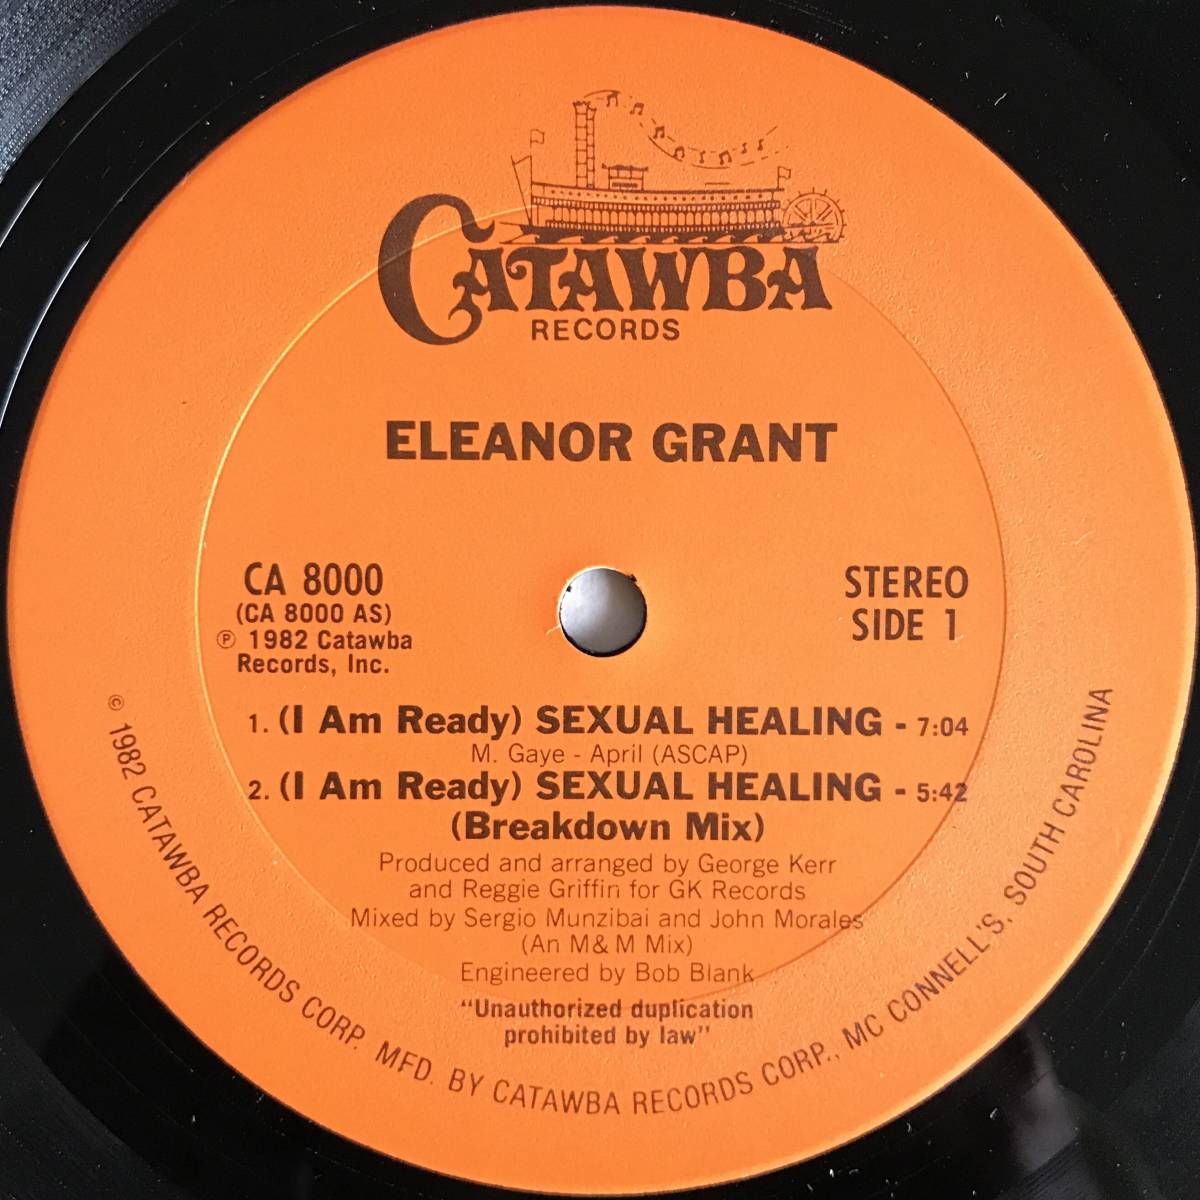 CATAWBA
RECORDS
ELEANOR GRANT
CA 8000
(CA 8000 AS)
℗ 1982 Catawba
Records, Inc.
STEREO
SIDE 1
1. (I Am Ready) SEXUAL HEALING - 7:04
M. Gaye - April (ASCAP)
2. (I Am Ready) SEXUAL HEALING - 5:42
(Breakdown Mix)
Produced and arranged by George Kerr
and Reggie Griffin for GK Records
Mixed by Sergio Munzibai and John Morales
(An M&M Mix)
Engineered by Bob Blank
“Unauthorized duplication
prohibited by law”
© 1982 CATAWBA RECORDS CORP. MFD. BY CATAWBA RECORDS CORP., MC CONNELL'S, SOUTH CAROLINA